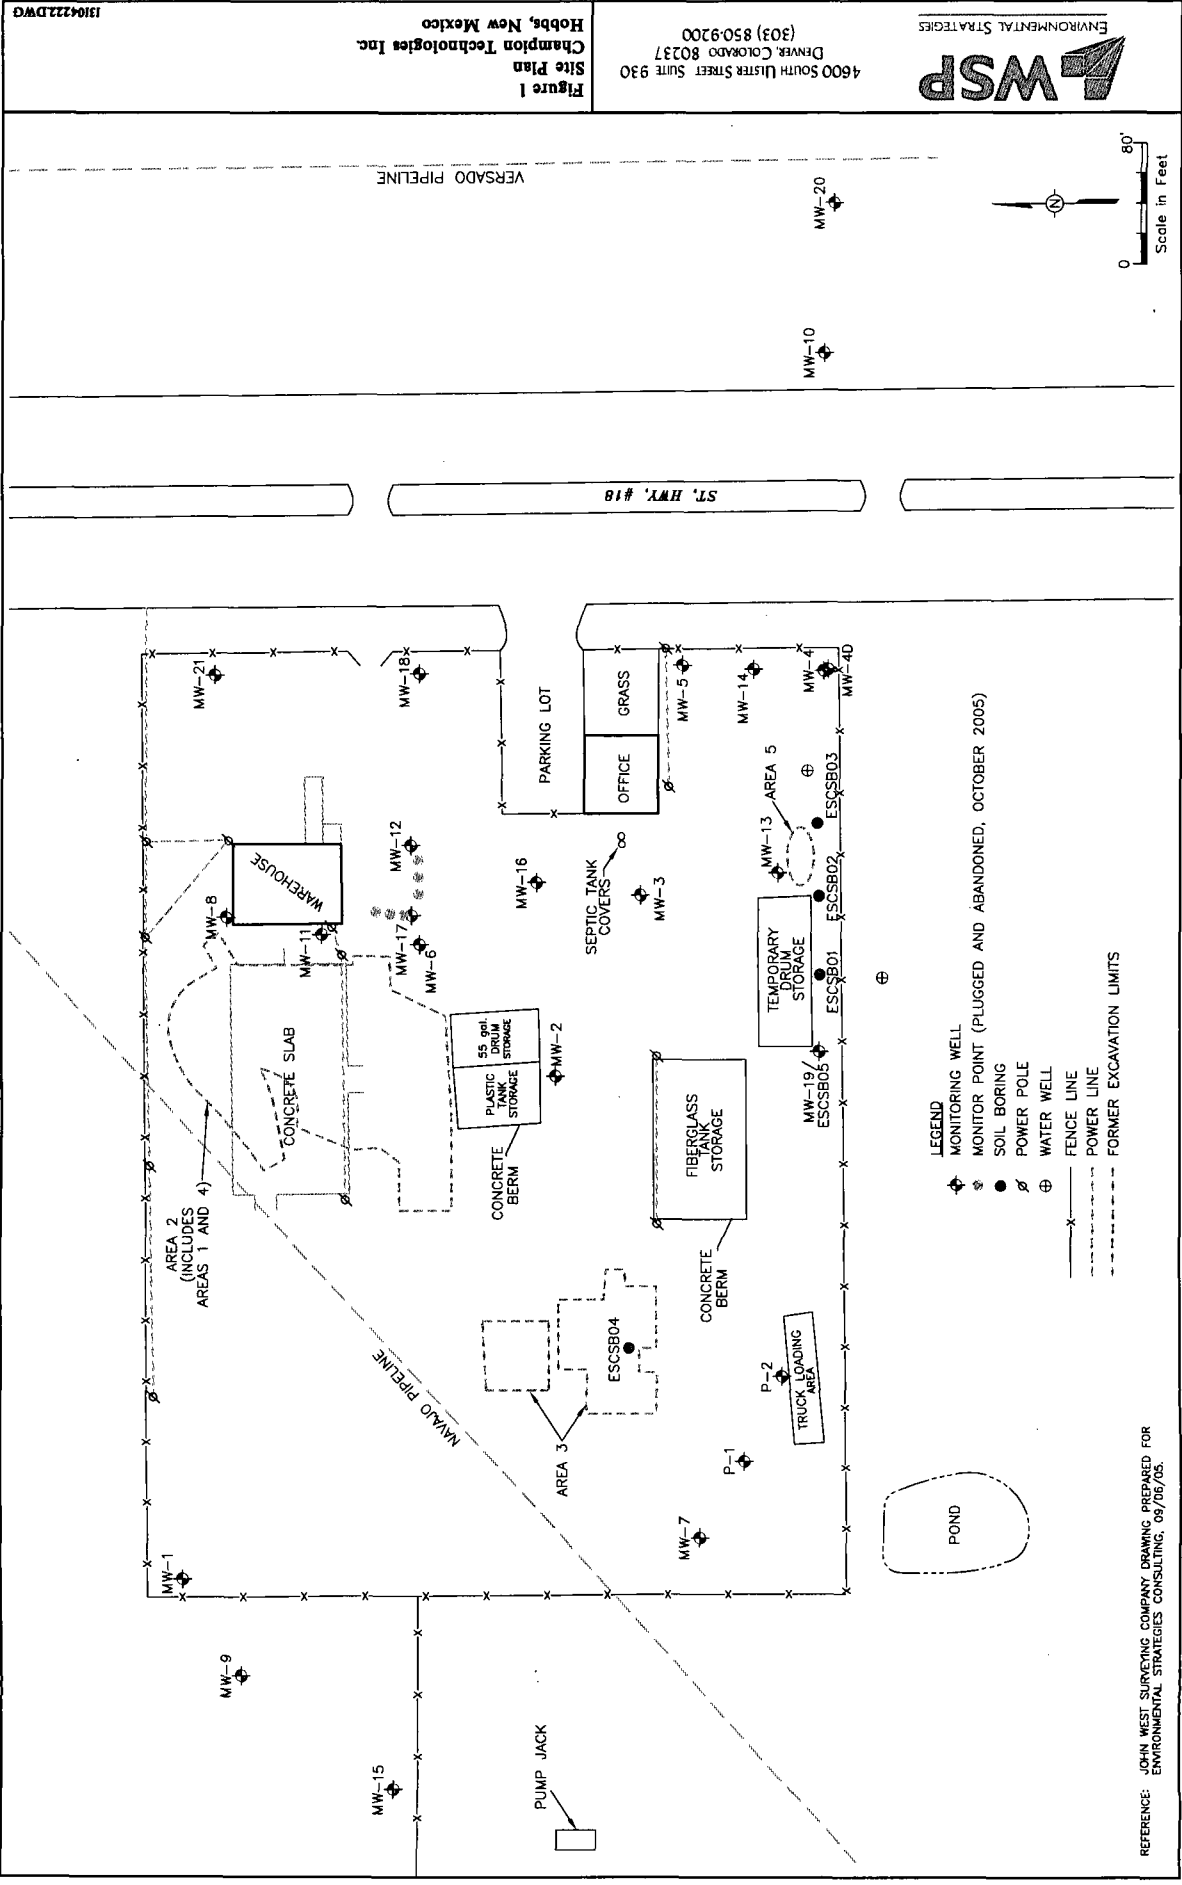 MW-9
MW-15
PUMP JACK
MW-1
NAVAJO PIPELINE
AREA 2
(INCLUDES
AREAS 1 AND 4)
CONCRETE SLAB
MW-8
WAREHOUSE
MW-11
MW-21
MW-18
MW-12
MW-17
MW-6
PLASTIC
TANK
STORAGE
55 gal.
DRUM
STORAGE
MW-2
CONCRETE
BERM
MW-16
PARKING LOT
OFFICE
GRASS
SEPTIC TANK
COVERS
MW-3
AREA 3
ESCSB04
FIBERGLASS
TANK
STORAGE
CONCRETE
BERM
MW-5
MW-14
MW-4
MW-4D
MW-7
P-1
P-2
TRUCK LOADING
AREA
TEMPORARY
DRUM
STORAGE
MW-13
AREA 5
MW-19/
ESCSB05
ESCSB01
ESCSB02
ESCSB03
POND
ST. HWY. #18
VERSADO PIPELINE
MW-10
MW-20
LEGEND
MONITORING WELL
MONITOR POINT (PLUGGED AND ABANDONED, OCTOBER 2005)
SOIL BORING
POWER POLE
WATER WELL
FENCE LINE
POWER LINE
FORMER EXCAVATION LIMITS
N
0 80'
Scale in Feet
REFERENCE: JOHN WEST SURVEYING COMPANY DRAWING PREPARED FOR
ENVIRONMENTAL STRATEGIES CONSULTING, 09/06/05.
WSP
ENVIRONMENTAL STRATEGIES
4600 SOUTH ULSTER STREET SUITE 930
DENVER, COLORADO 80237
(303) 850-9200
Figure 1
Site Plan
Champion Technologies Inc.
Hobbs, New Mexico
13104222.DWG